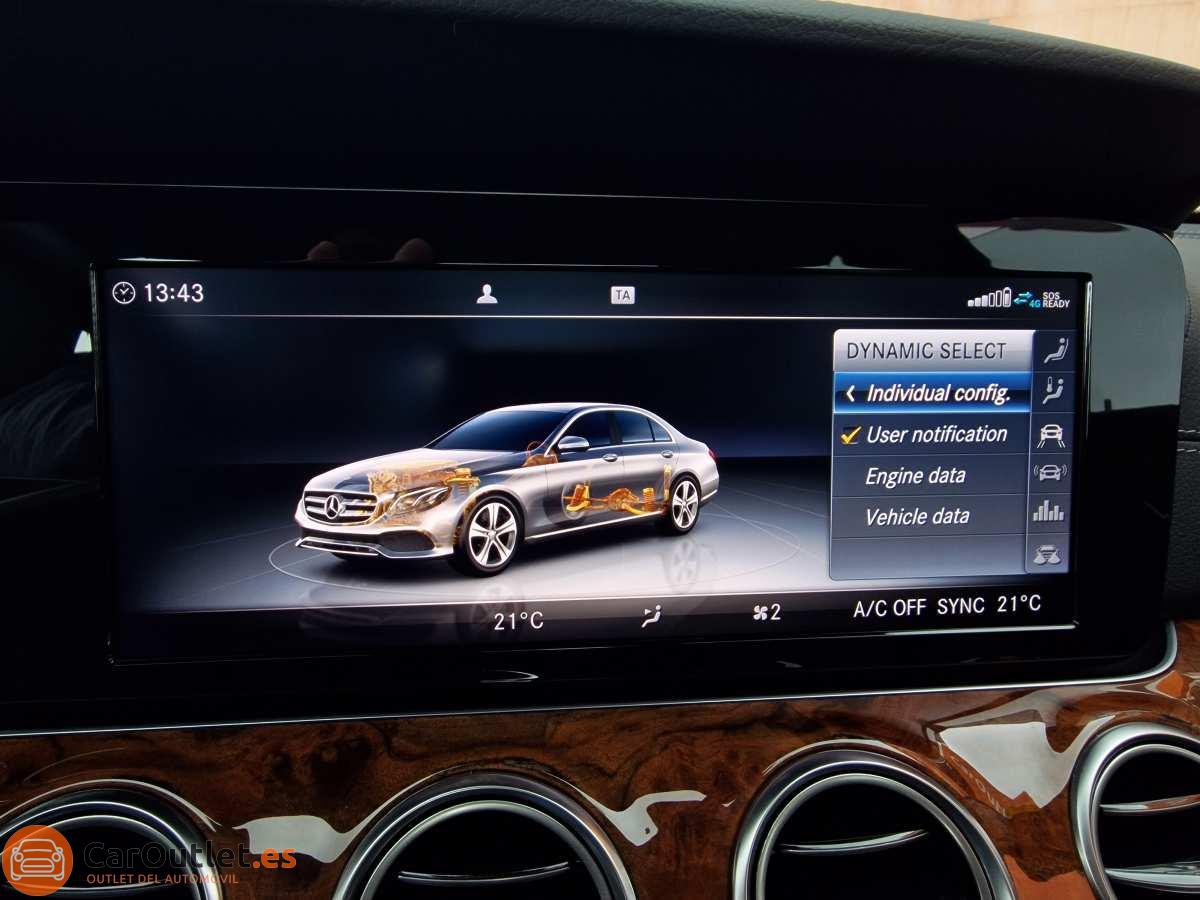 13:43
TA
4G
SOS
READY
DYNAMIC SELECT
Individual config.
User notification
Engine data
Vehicle data
21°C
2
A/C OFF SYNC 21°C
CarOutlet.es
OUTLET DEL AUTOMÓVIL